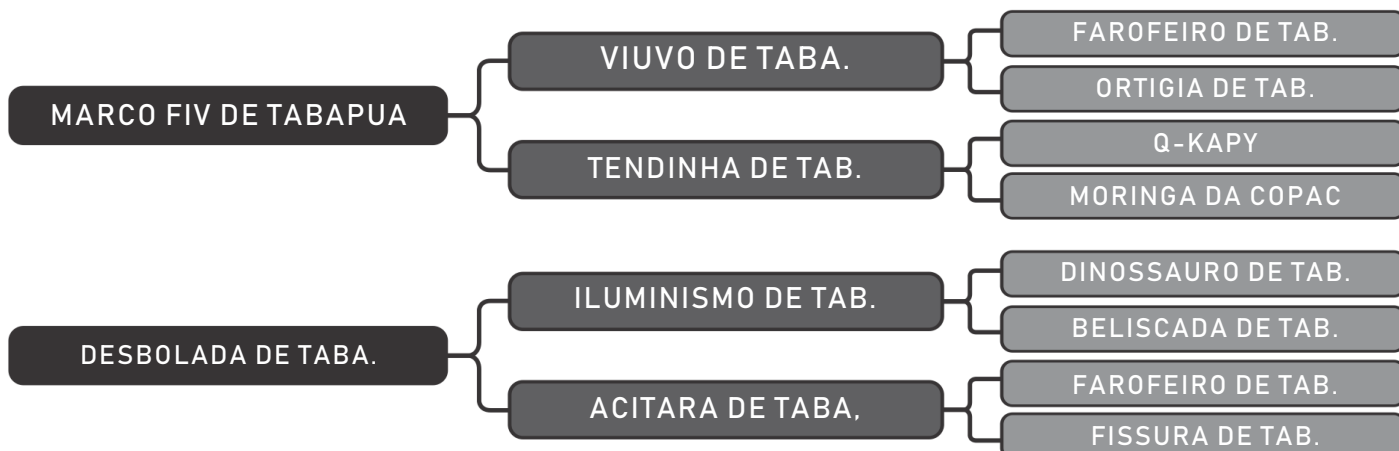 MARCO FIV DE TABAPUA
VIUVO DE TABA.
FAROFEIRO DE TAB.
ORTIGIA DE TAB.
TENDINHA DE TAB.
Q-KAPY
MORINGA DA COPAC
DESBOLADA DE TABA.
ILUMINISMO DE TAB.
DINOSSAURO DE TAB.
BELISCADA DE TAB.
ACITARA DE TABA,
FAROFEIRO DE TAB.
FISSURA DE TAB.